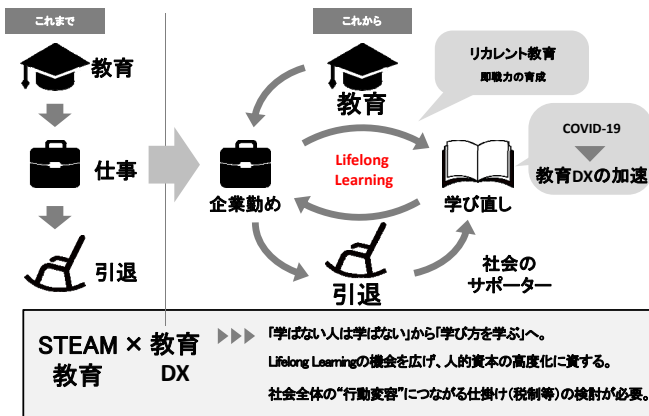 これまで
教育
仕事
引退
これから
教育
企業勤め
Lifelong
Learning
学び直し
引退
社会の
サポーター
リカレント教育
即戦力の育成
COVID-19
教育DXの加速
STEAM × 教育
教育 DX
「学ばない人は学ばない」から「学び方を学ぶ」へ。
Lifelong Learningの機会を広げ、人的資本の高度化に資する。
社会全体の“行動変容”につながる仕掛け(税制等)の検討が必要。